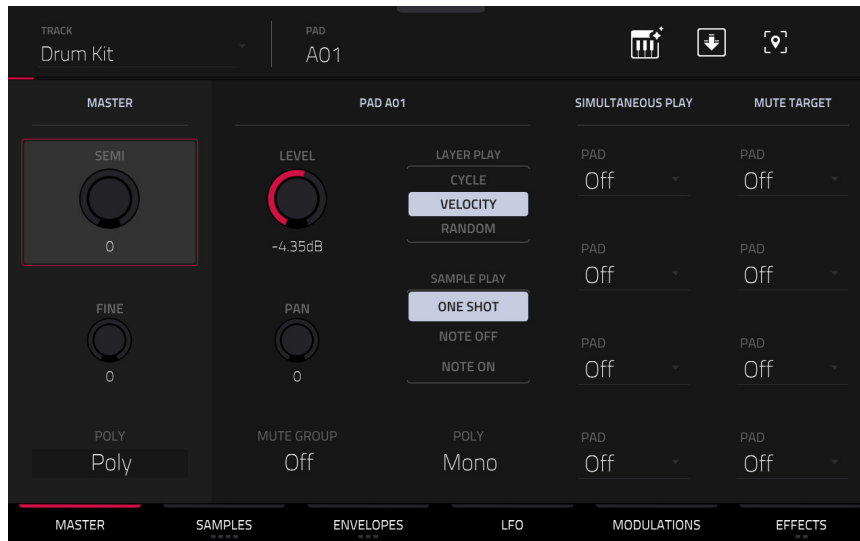 TRACK
Drum Kit
PAD
A01
MASTER
PAD A01
SIMULTANEOUS PLAY
MUTE TARGET
SEMI
0
FINE
0
POLY
Poly
LEVEL
-4.35dB
PAN
0
MUTE GROUP
Off
LAYER PLAY
CYCLE
VELOCITY
RANDOM
SAMPLE PLAY
ONE SHOT
NOTE OFF
NOTE ON
POLY
Mono
PAD
Off
PAD
Off
PAD
Off
PAD
Off
PAD
Off
PAD
Off
PAD
Off
PAD
Off
MASTER
SAMPLES
ENVELOPES
LFO
MODULATIONS
EFFECTS